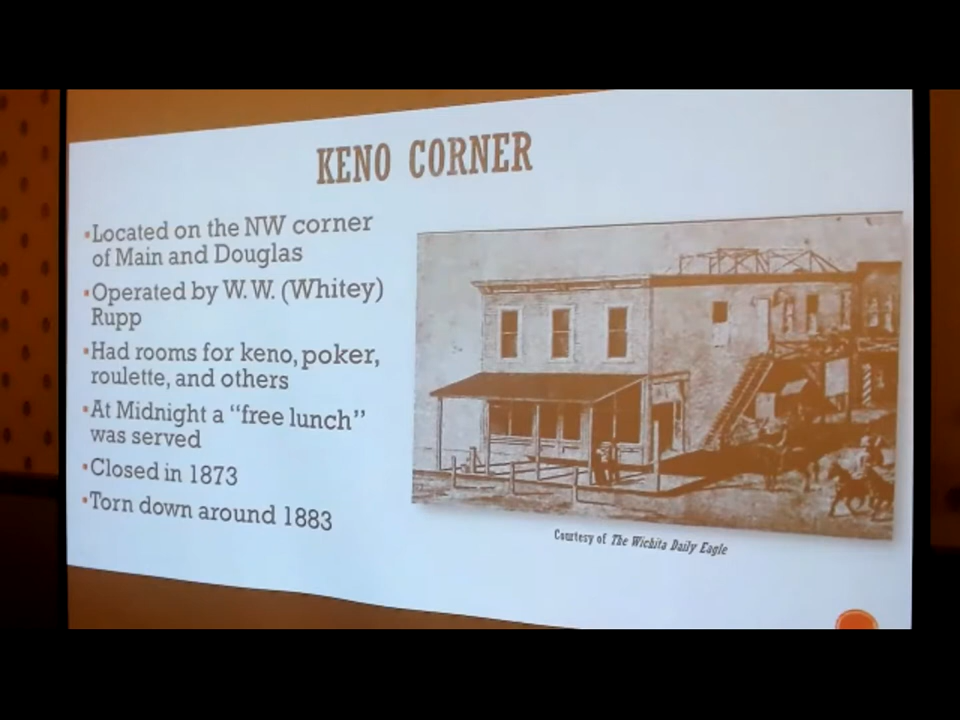 KENO CORNER
▪Located on the NW corner
of Main and Douglas
▪Operated by W.W. (Whitey)
Rupp
▪Had rooms for keno, poker,
roulette, and others
▪At Midnight a “free lunch”
was served
▪Closed in 1873
▪Torn down around 1883
Courtesy of The Wichita Daily Eagle